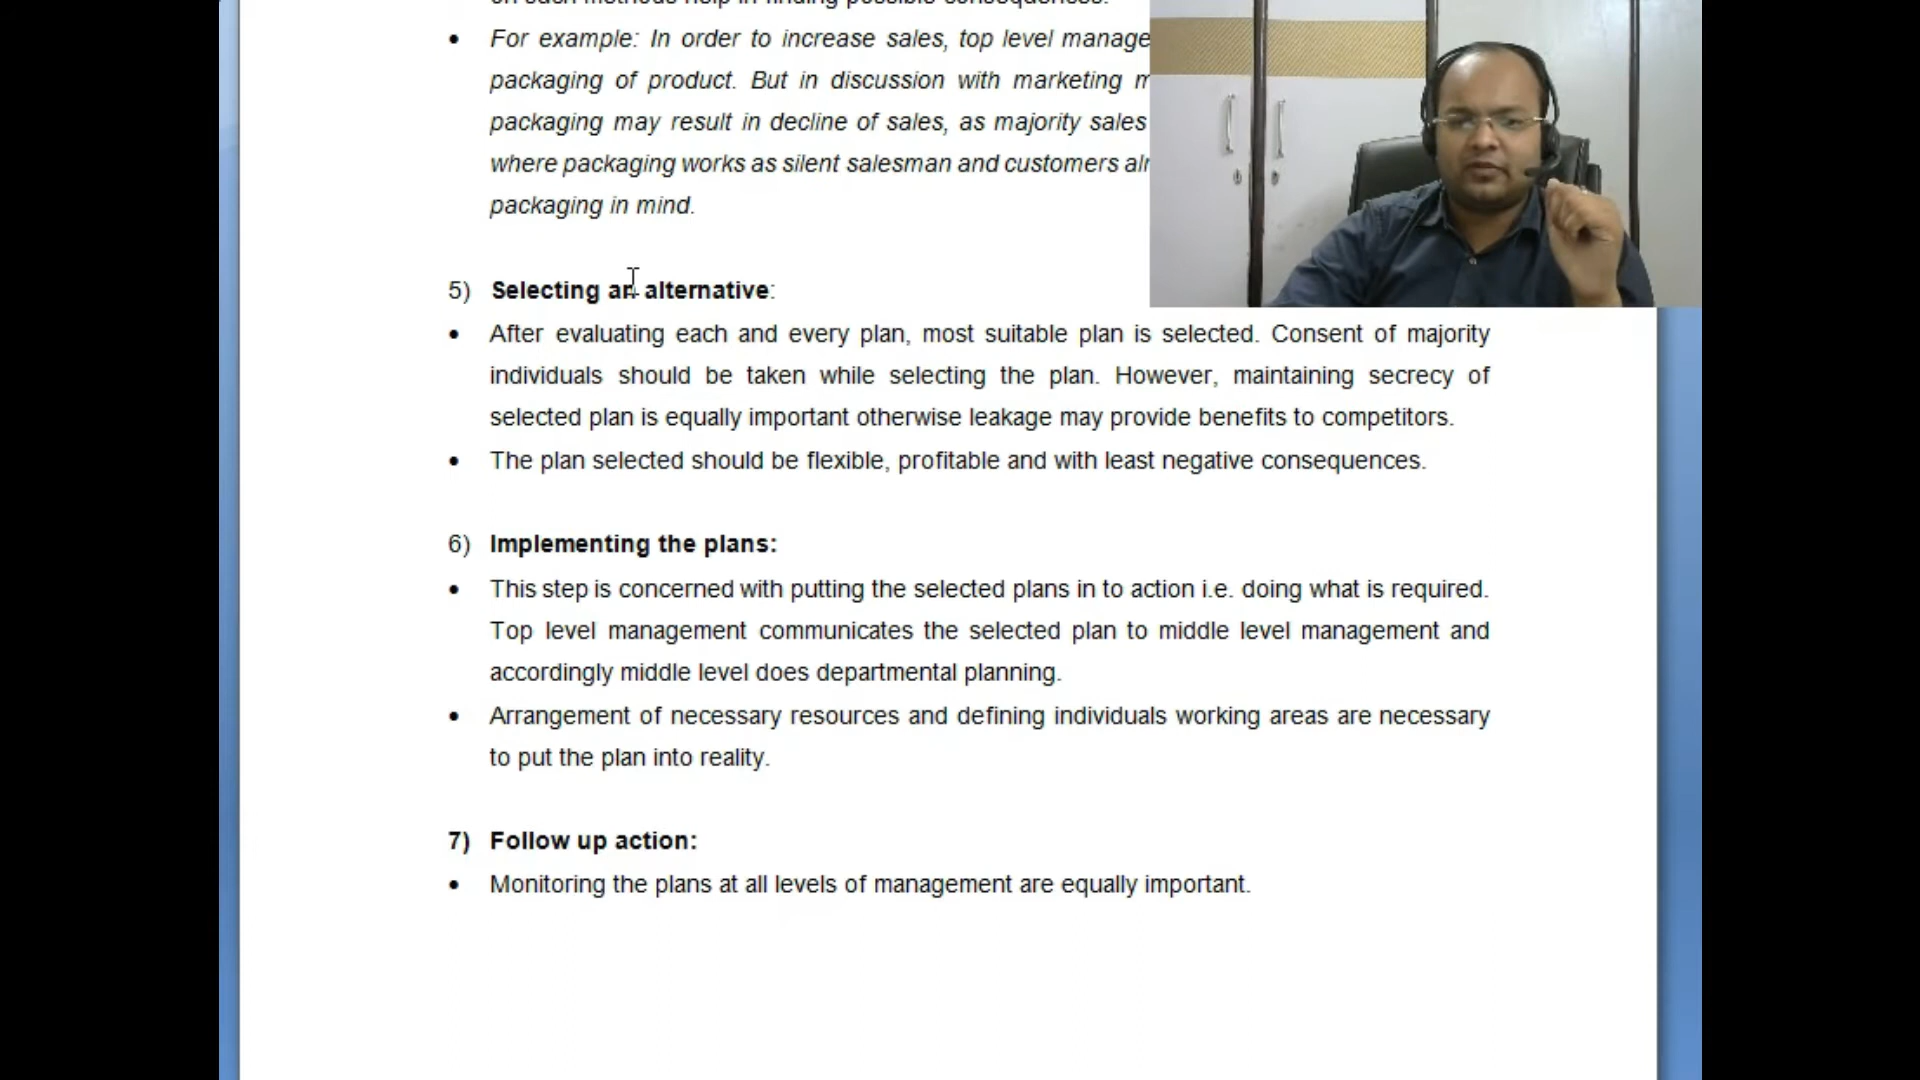 For example: In order to increase sales, top level manage
packaging of product. But in discussion with marketing
packaging may result in decline of sales, as majority sales
where packaging works as silent salesman and customers
packaging in mind.
5) Selecting an alternative:
• After evaluating each and every plan, most suitable plan is selected. Consent of majority
individuals should be taken while selecting the plan. However, maintaining secrecy of
selected plan is equally important otherwise leakage may provide benefits to competitors.
• The plan selected should be flexible, profitable and with least negative consequences.
6) Implementing the plans:
• This step is concerned with putting the selected plans in to action i.e. doing what is required.
Top level management communicates the selected plan to middle level management and
accordingly middle level does departmental planning.
• Arrangement of necessary resources and defining individuals working areas are necessary
to put the plan into reality.
7) Follow up action:
• Monitoring the plans at all levels of management are equally important.